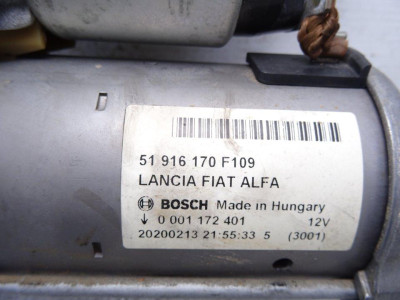 51 916 170 F109
LANCIA FIAT ALFA
BOSCH Made in Hungary
0 001 172 401 12V
20200213 21:55:33 5 (3001)